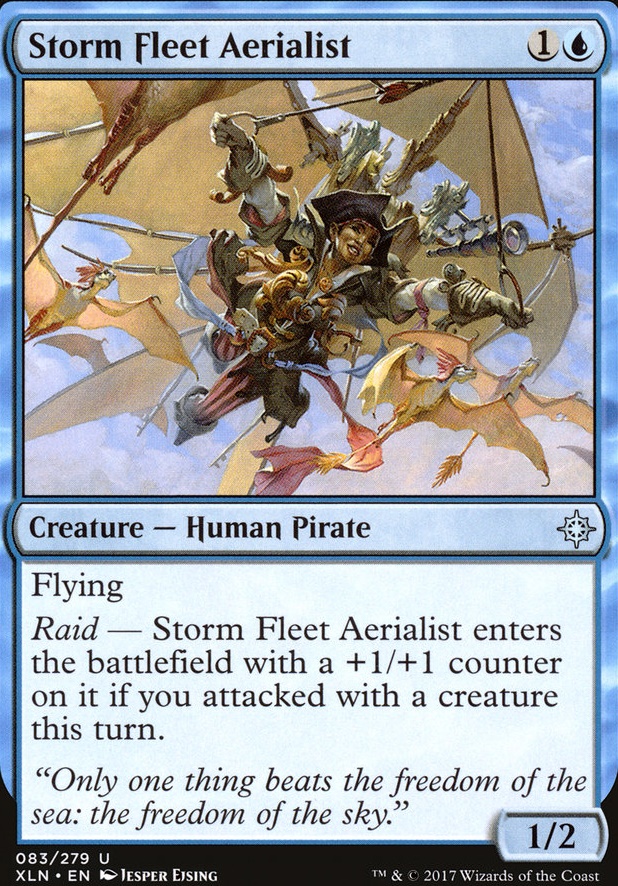 Storm Fleet Aerialist 1
Creature — Human Pirate
Flying
Raid — Storm Fleet Aerialist enters
the battlefield with a +1/+1 counter
on it if you attacked with a creature
this turn.
“Only one thing beats the freedom of the
sea: the freedom of the sky.”
1/2
083/279 U
XLN • EN Jesper Ejsing
™ & © 2017 Wizards of the Coast